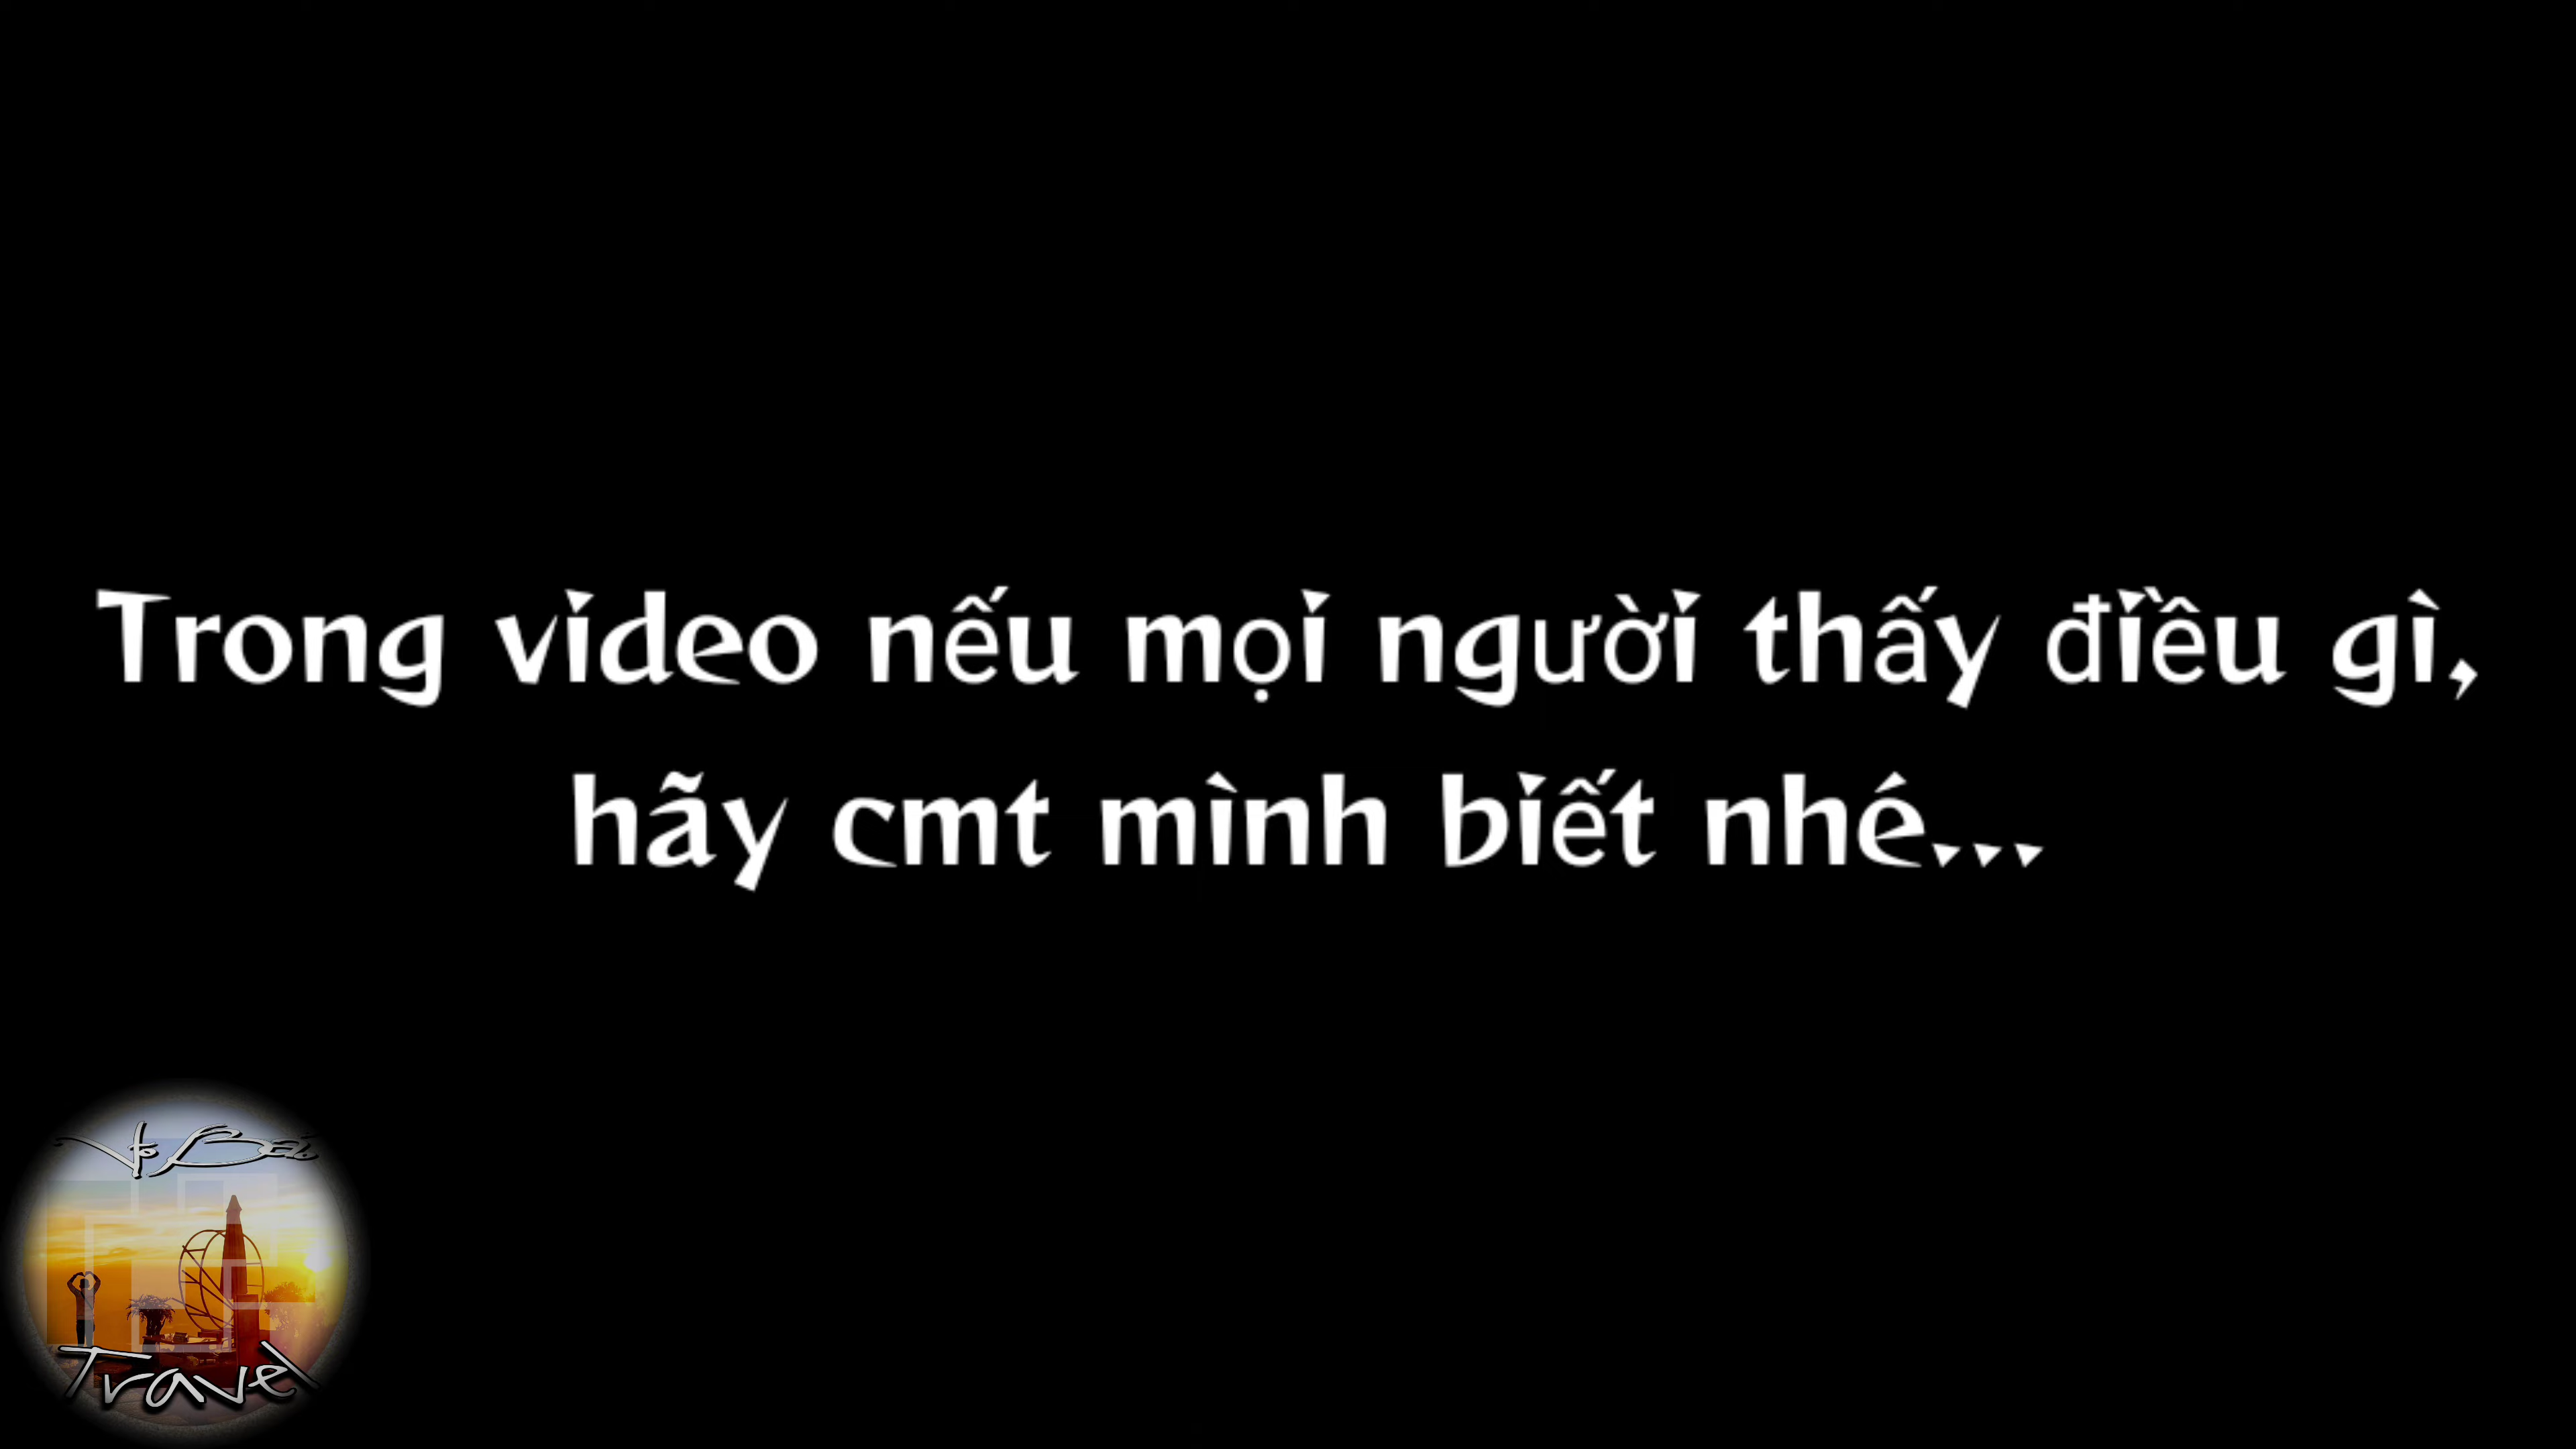 Trong video nếu mọi người thấy điều gì,
hãy cmt mình biết nhé...
Travel